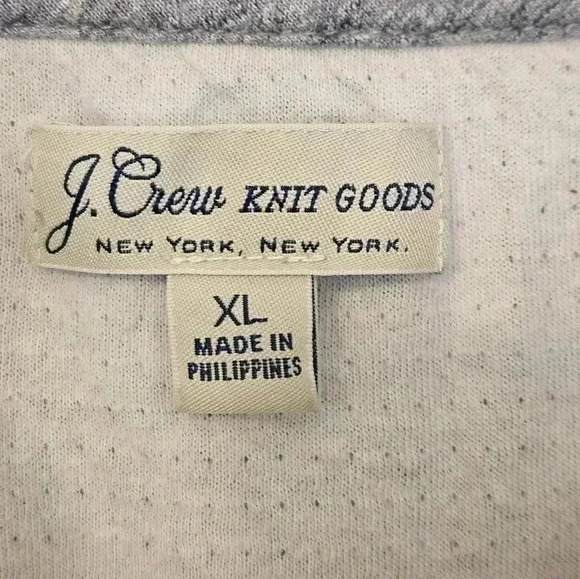 J. Crew KNIT GOODS
NEW YORK, NEW YORK.
XL
MADE IN
PHILIPPINES